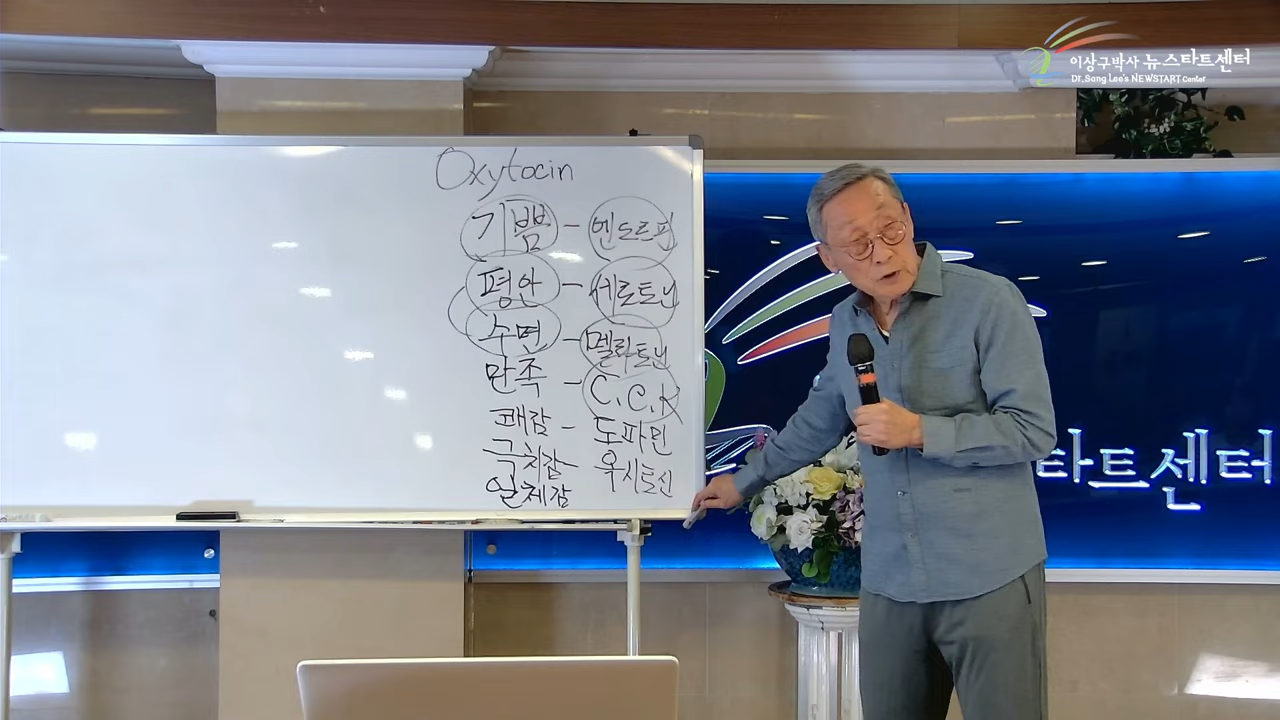 이상구박사 뉴스타트센터
Dr. Sang Lee's NEWSTART Center
Oxytocin
기쁨 - 엔도르핀
평안 - 세로토닌
수면 - 멜라토닌
만족 - C.C.K
쾌감 - 도파민
극치감 - 옥시토신
일체감
타트센터